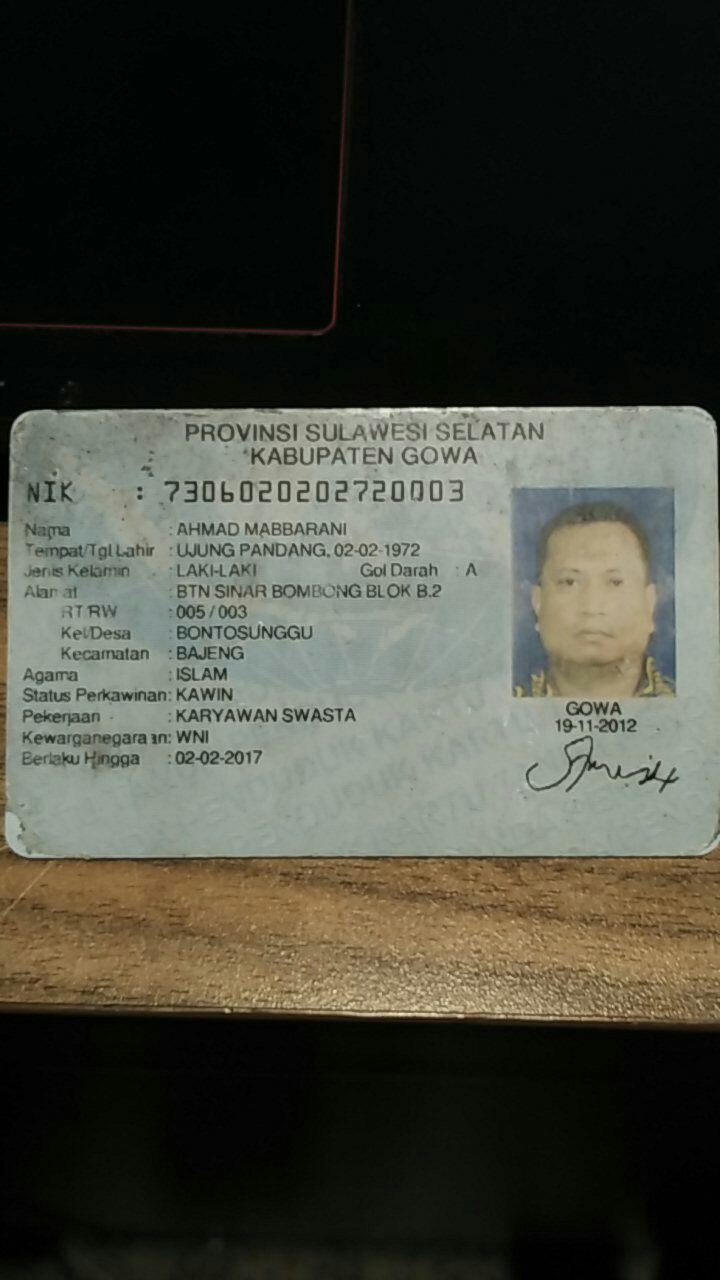 PROVINSI SULAWESI SELATAN
KABUPATEN GOWA
NIK : 7306020202720003
Nama : AHMAD MABBARANI
Tempat/Tgl Lahir : UJUNG PANDANG, 02-02-1972
Jenis Kelamin : LAKI-LAKI Gol Darah : A
Alamat : BTN SINAR BOMBONG BLOK B.2
RT/RW : 005 / 003
Kel/Desa : BONTOSUNGGU
Kecamatan : BAJENG
Agama : ISLAM
Status Perkawinan: KAWIN
Pekerjaan : KARYAWAN SWASTA
Kewarganegaraan: WNI
Berlaku Hingga : 02-02-2017
GOWA
19-11-2012